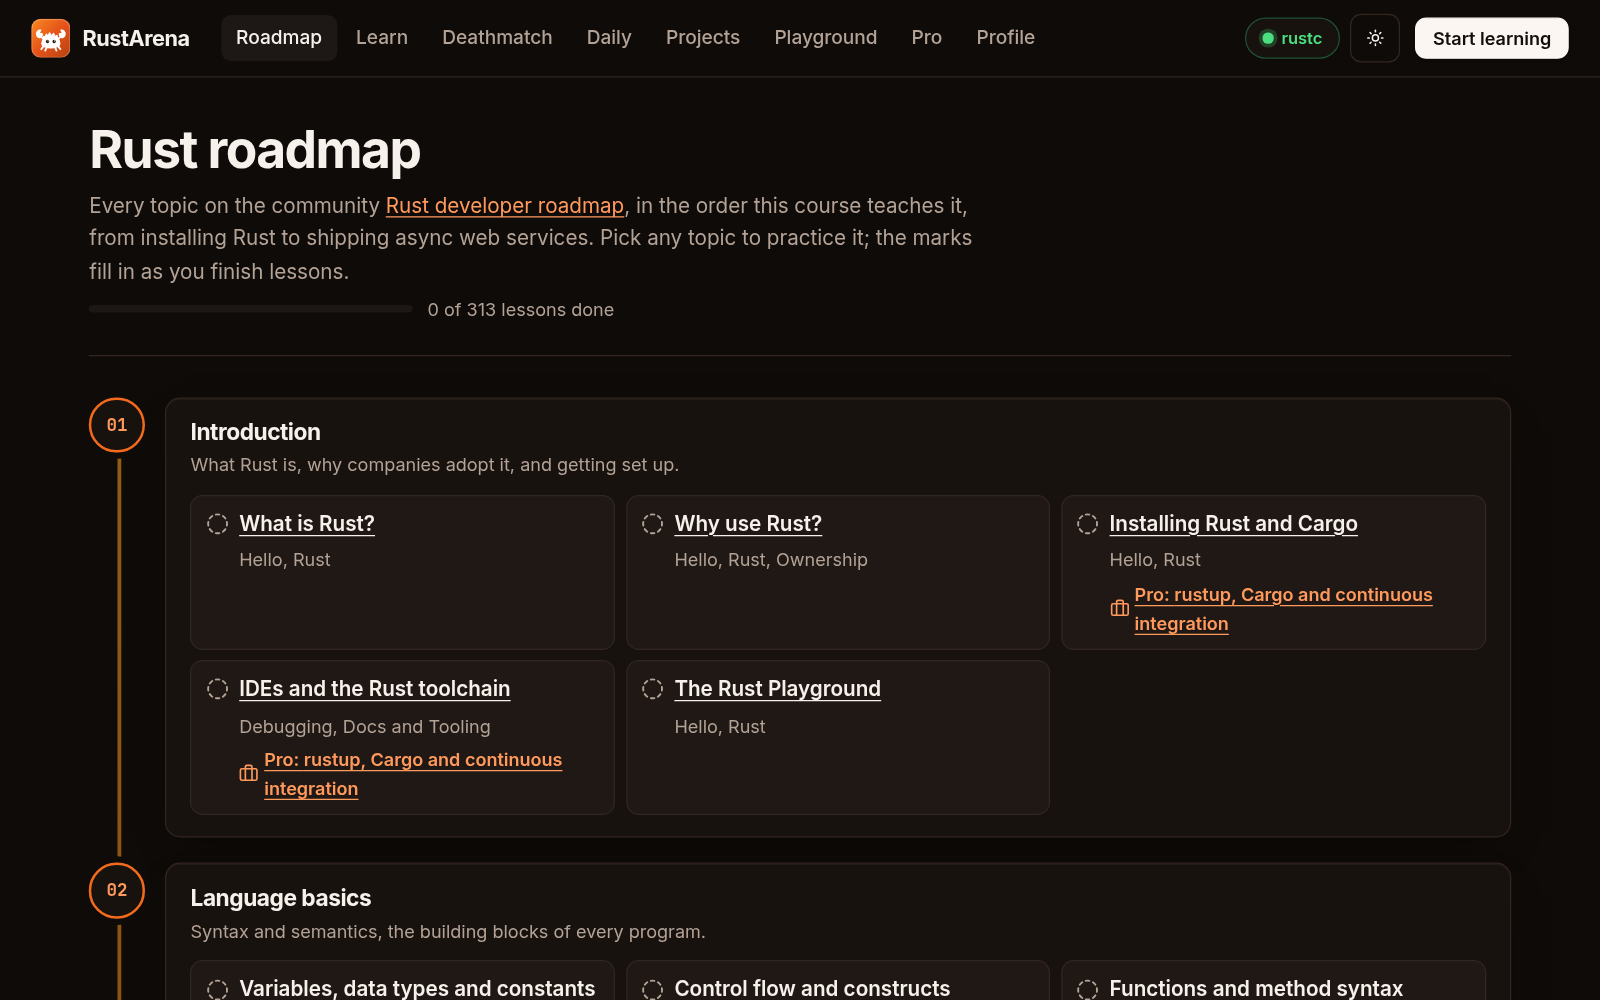 RustArena
Roadmap
Learn
Deathmatch
Daily
Projects
Playground
Pro
Profile
rustc
Start learning
Rust roadmap
Every topic on the community Rust developer roadmap, in the order this course teaches it,
from installing Rust to shipping async web services. Pick any topic to practice it; the marks
fill in as you finish lessons.
0 of 313 lessons done
01
Introduction
What Rust is, why companies adopt it, and getting set up.
What is Rust?
Hello, Rust
Why use Rust?
Hello, Rust, Ownership
Installing Rust and Cargo
Hello, Rust
Pro: rustup, Cargo and continuous
integration
IDEs and the Rust toolchain
Debugging, Docs and Tooling
Pro: rustup, Cargo and continuous
integration
The Rust Playground
Hello, Rust
02
Language basics
Syntax and semantics, the building blocks of every program.
Variables, data types and constants
Control flow and constructs
Functions and method syntax